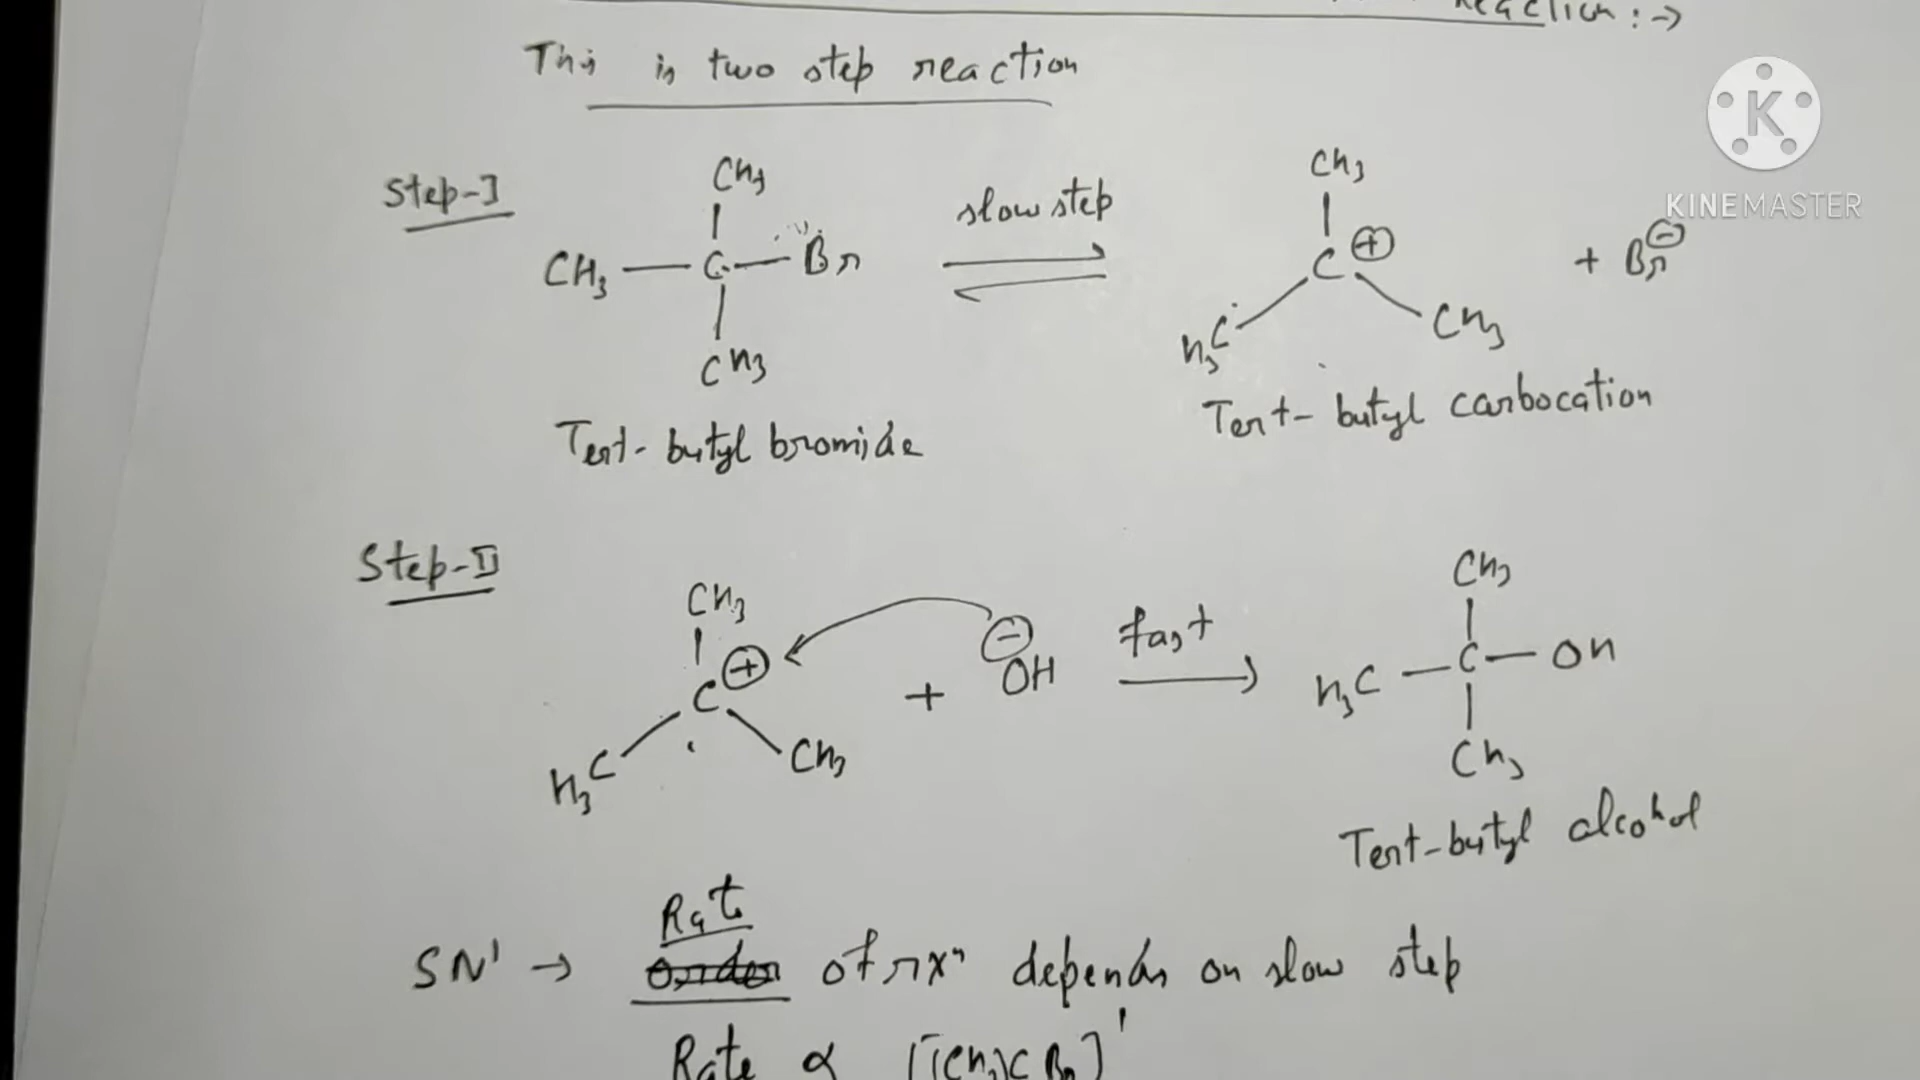 Reaction :→
This is two step reaction
K
KINEMASTER
Step-I
CH3
CH3 — C — Br
CH3
slow step
CH3
C ⊕
H3C CH3
+ Br ⊖
Tert-butyl bromide
Tert-butyl carbocation
Step-II
CH3
C ⊕
H3C CH3
+ ⊖ OH
fast
CH3
H3C — C — OH
CH3
Tert-butyl alcohol
Rate
SN1 → of rxn depends on slow step
Rate ∝ [(CH3)C Br]1